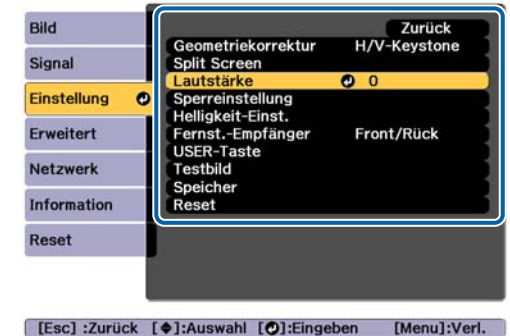 Bild
Signal
Einstellung
Erweitert
Netzwerk
Information
Reset
Zurück
Geometriekorrektur H/V-Keystone
Split Screen
Lautstärke 0
Sperreinstellung
Helligkeit-Einst.
Fernst.-Empfänger Front/Rück
USER-Taste
Testbild
Speicher
Reset
[Esc] :Zurück [◆]:Auswahl [⏎]:Eingeben [Menu]:Verl.